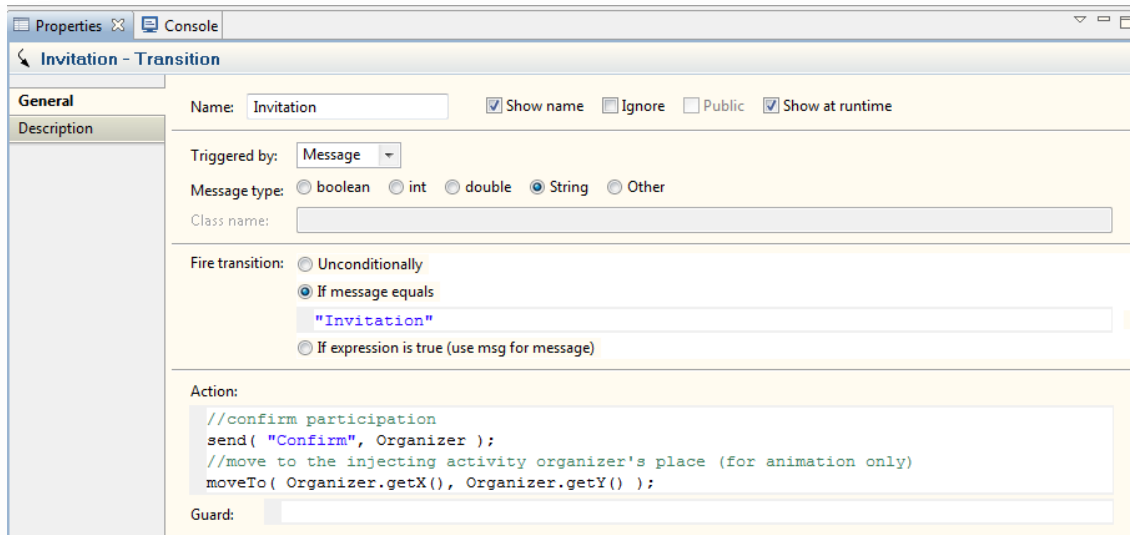 Properties Console
Invitation - Transition
General
Description
Name: Invitation Show name Ignore Public Show at runtime
Triggered by: Message
Message type: boolean int double String Other
Class name:
Fire transition: Unconditionally
If message equals
"Invitation"
If expression is true (use msg for message)
Action:
//confirm participation
send( "Confirm", Organizer );
//move to the injecting activity organizer's place (for animation only)
moveTo( Organizer.getX(), Organizer.getY() );
Guard: